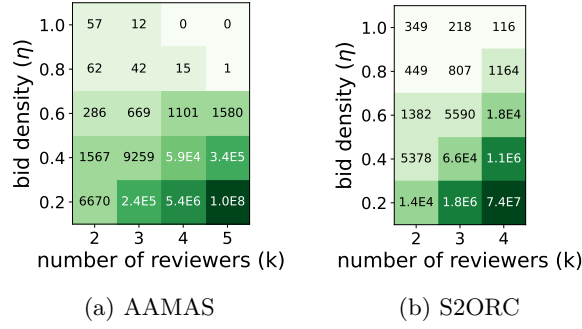 1.0 57 12 0 0
0.8 62 42 15 1
0.6 286 669 1101 1580
0.4 1567 9259 5.9E4 3.4E5
0.2 6670 2.4E5 5.4E6 1.0E8
2 3 4 5
bid density (η)
number of reviewers (k)
(a) AAMAS
1.0 349 218 116
0.8 449 807 1164
0.6 1382 5590 1.8E4
0.4 5378 6.6E4 1.1E6
0.2 1.4E4 1.8E6 7.4E7
2 3 4
bid density (η)
number of reviewers (k)
(b) S2ORC